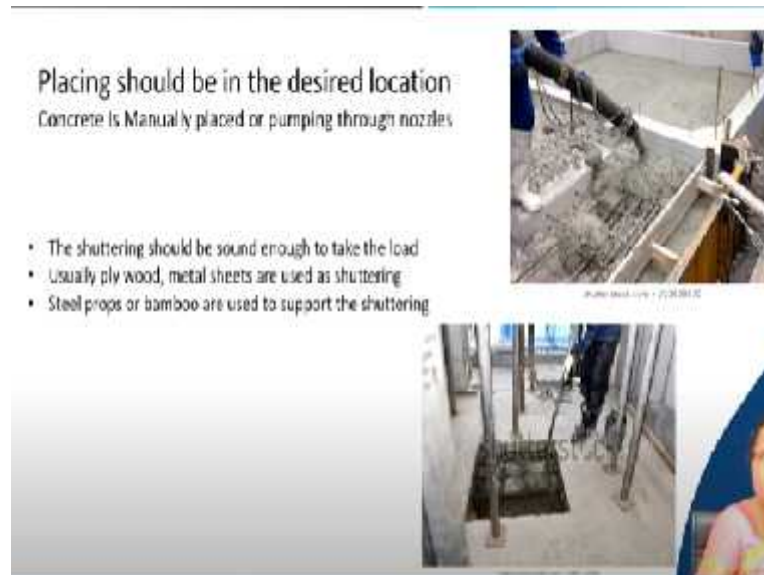 Placing should be in the desired location
Concrete is Manually placed or pumping through nozzles
• The shuttering should be sound enough to take the load
• Usually ply wood, metal sheets are used as shuttering
• Steel props or bamboo are used to support the shuttering